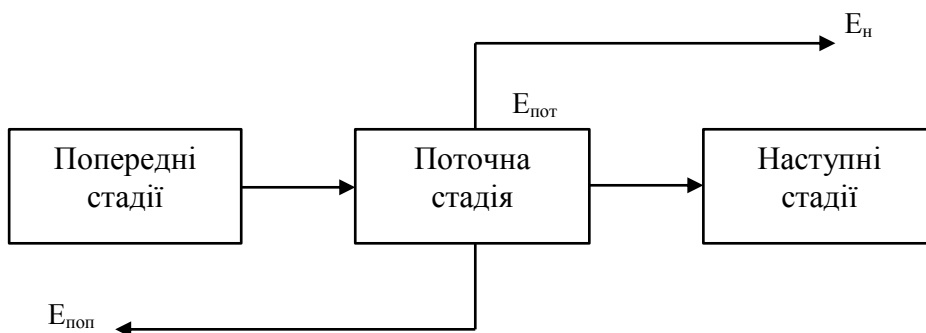 Eн
Eпот
Попередні
стадії
Поточна
стадія
Наступні
стадії
Eпоп